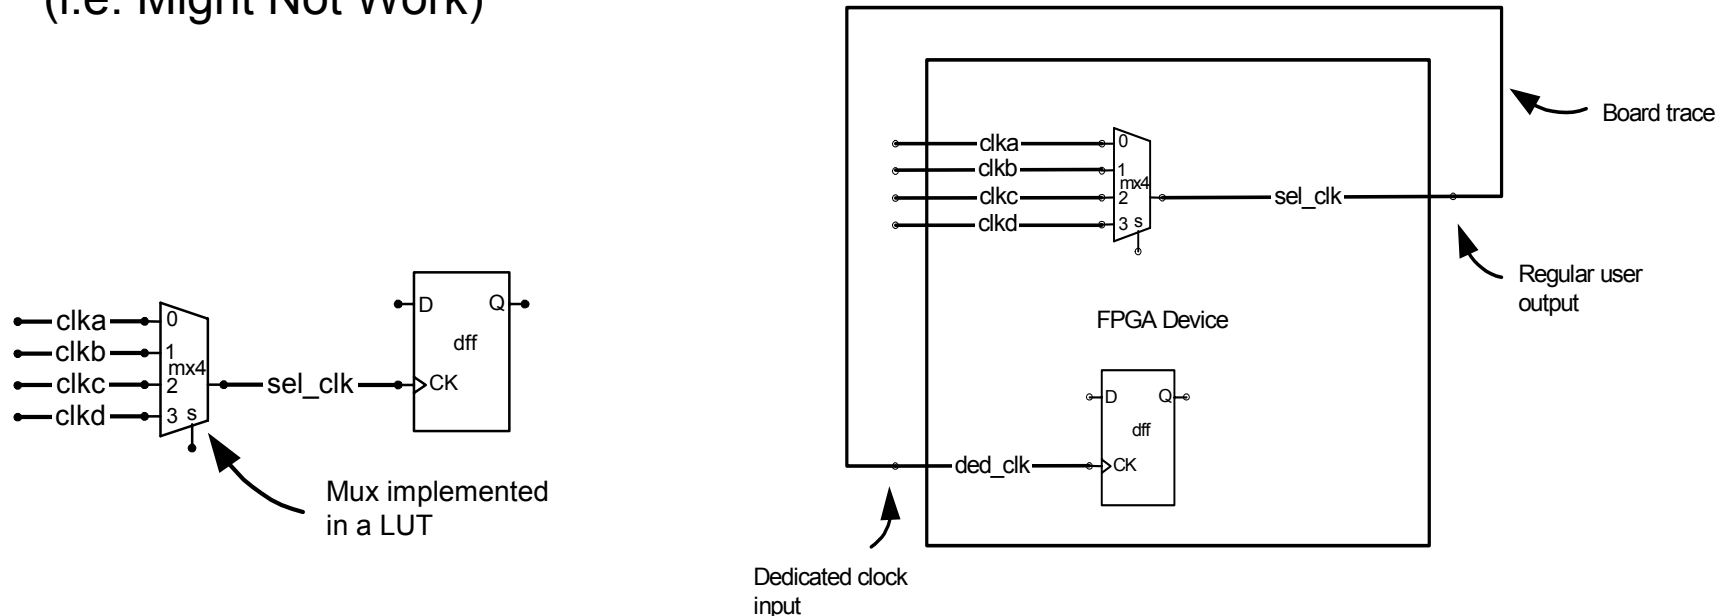 (i.e. Might Not Work)
clka
clkb
clkc
clkd
0
1
mx4
2
3 s
sel_clk
D
Q
dff
CK
Mux implemented
in a LUT
clka
clkb
clkc
clkd
0
1
mx4
2
3 s
sel_clk
Board trace
Regular user
output
FPGA Device
D
Q
dff
CK
ded_clk
Dedicated clock
input